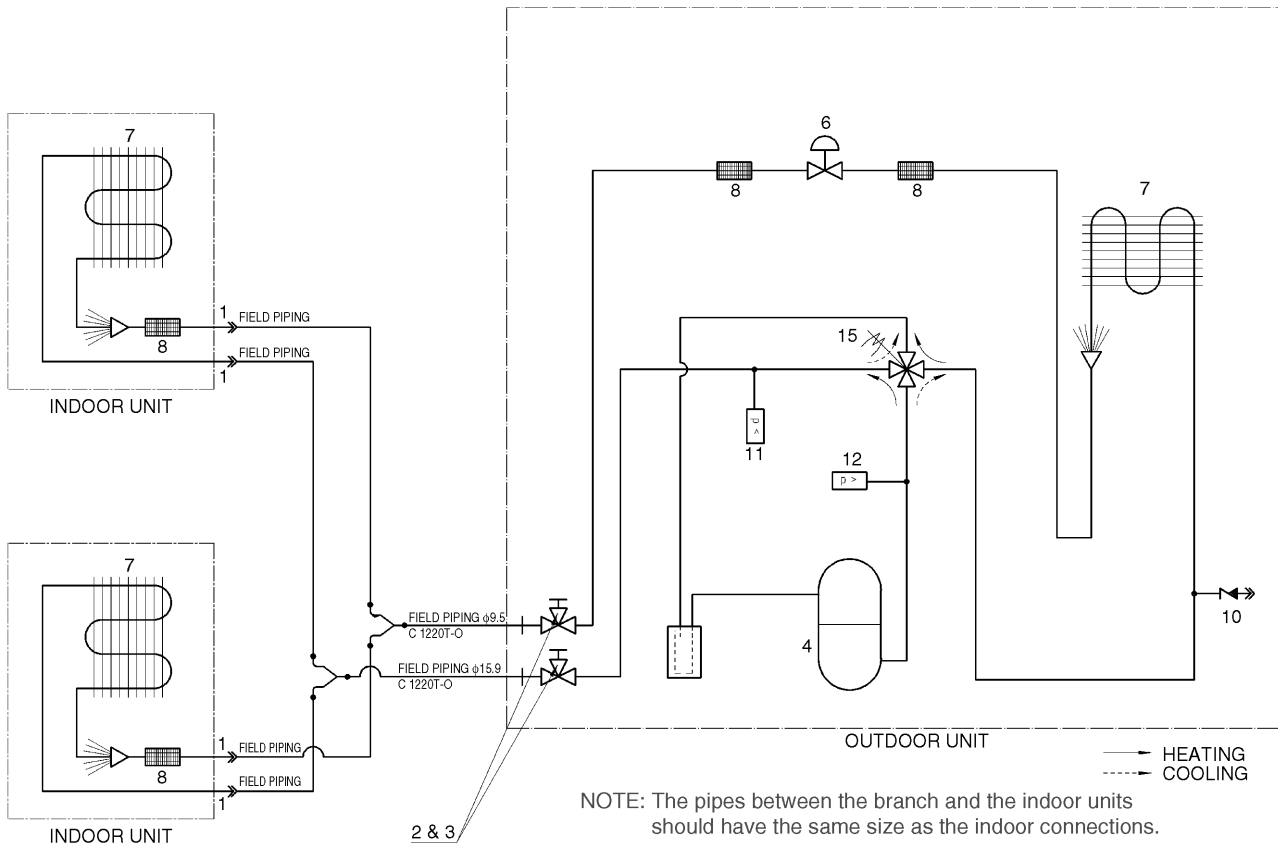 6
7
7
8
8
1
FIELD PIPING
15
8
FIELD PIPING
1
INDOOR UNIT
p <
11
12
p >
7
FIELD PIPING ϕ9.5
C 1220T-O
4
10
FIELD PIPING ϕ15.9
C 1220T-O
1
FIELD PIPING
8
FIELD PIPING
1
INDOOR UNIT
OUTDOOR UNIT
HEATING
COOLING
2 & 3
NOTE: The pipes between the branch and the indoor units
should have the same size as the indoor connections.